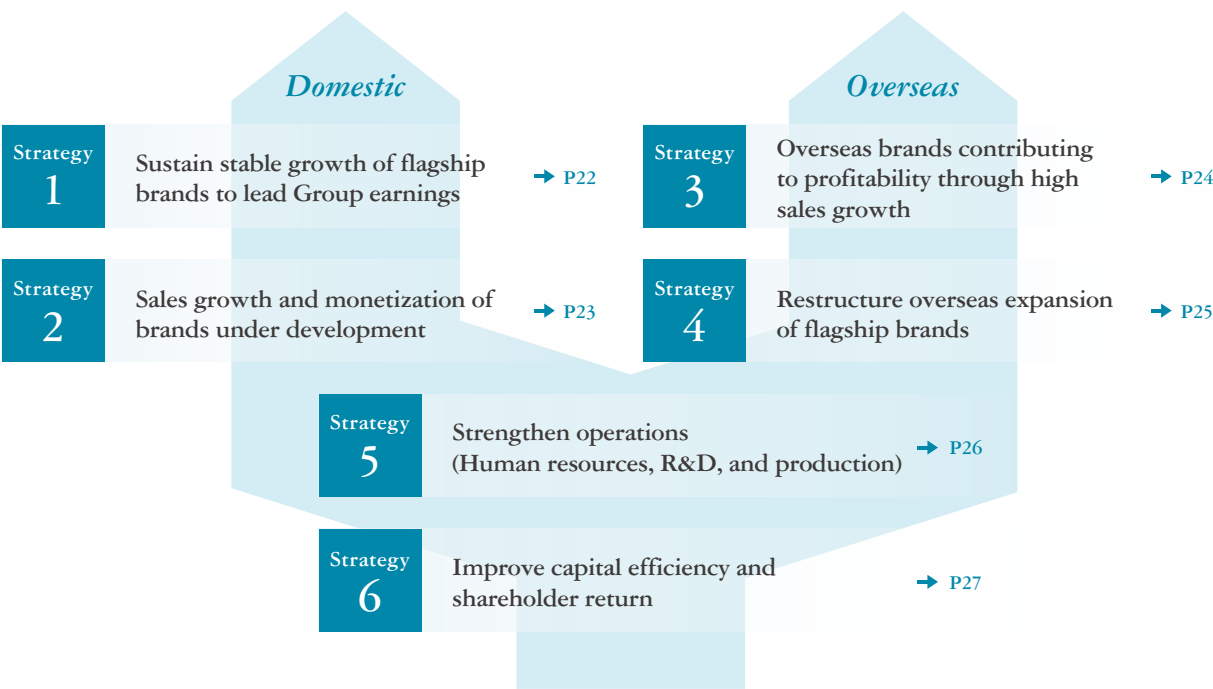 Domestic
Strategy
1
Sustain stable growth of flagship
brands to lead Group earnings
P22
Strategy
2
Sales growth and monetization of
brands under development
P23
Overseas
Strategy
3
Overseas brands contributing
to profitability through high
sales growth
P24
Strategy
4
Restructure overseas expansion
of flagship brands
P25
Strategy
5
Strengthen operations
(Human resources, R&D, and production)
P26
Strategy
6
Improve capital efficiency and
shareholder return
P27